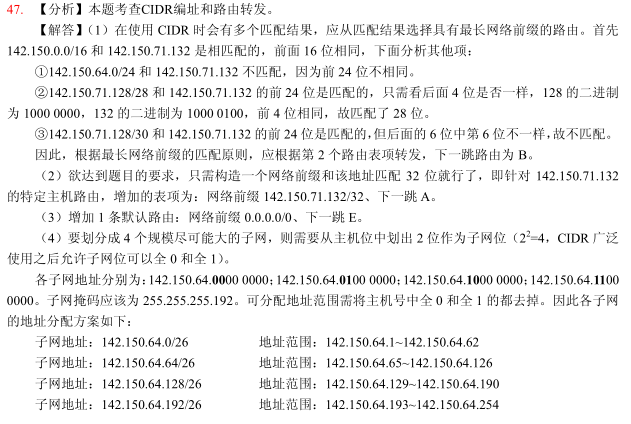 47. 【分析】本题考查CIDR编址和路由转发。
【解答】（1）在使用 CIDR 时会有多个匹配结果，应从匹配结果选择具有最长网络前缀的路由。首先
142.150.0.0/16 和 142.150.71.132 是相匹配的，前面 16 位相同，下面分析其他项：
①142.150.64.0/24 和 142.150.71.132 不匹配，因为前 24 位不相同。
②142.150.71.128/28 和 142.150.71.132 的前 24 位是匹配的，只需看后面 4 位是否一样，128 的二进制
为 1000 0000，132 的二进制为 1000 0100，前 4 位相同，故匹配了 28 位。
③142.150.71.128/30 和 142.150.71.132 的前 24 位是匹配的，但后面的 6 位中第 6 位不一样，故不匹配。
因此，根据最长网络前缀的匹配原则，应根据第 2 个路由表项转发，下一跳路由为 B。
（2）欲达到题目的要求，只需构造一个网络前缀和该地址匹配 32 位就行了，即针对 142.150.71.132
的特定主机路由，增加的表项为：网络前缀 142.150.71.132/32、下一跳 A。
（3）增加 1 条默认路由：网络前缀 0.0.0.0/0、下一跳 E。
（4）要划分成 4 个规模尽可能大的子网，则需要从主机位中划出 2 位作为子网位（2²=4，CIDR 广泛
使用之后允许子网位可以全 0 和全 1）。
各子网地址分别为：142.150.64.0000 0000；142.150.64.0100 0000；142.150.64.1000 0000；142.150.64.1100
0000。子网掩码应该为 255.255.255.192。可分配地址范围需将主机号中全 0 和全 1 的都去掉。因此各子网
的地址分配方案如下：
子网地址：142.150.64.0/26 地址范围：142.150.64.1~142.150.64.62
子网地址：142.150.64.64/26 地址范围：142.150.64.65~142.150.64.126
子网地址：142.150.64.128/26 地址范围：142.150.64.129~142.150.64.190
子网地址：142.150.64.192/26 地址范围：142.150.64.193~142.150.64.254